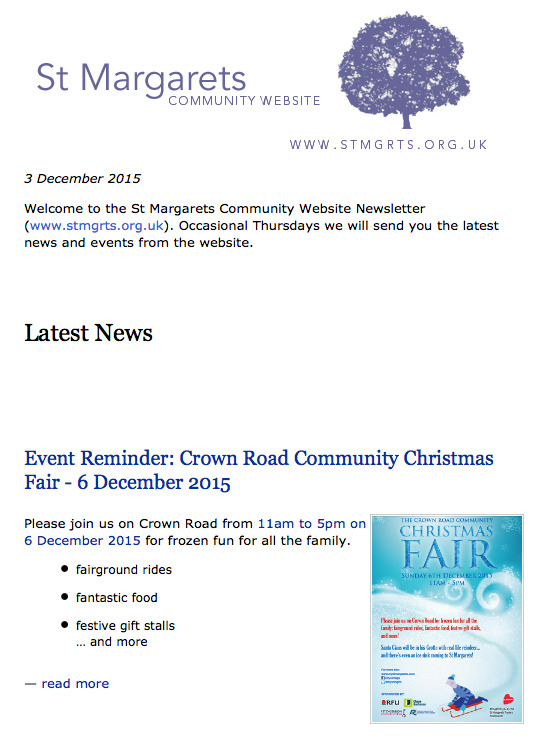 St Margarets
COMMUNITY WEBSITE
WWW.STMGRTS.ORG.UK
3 December 2015
Welcome to the St Margarets Community Website Newsletter
(www.stmgrts.org.uk). Occasional Thursdays we will send you the latest
news and events from the website.
Latest News
Event Reminder: Crown Road Community Christmas
Fair - 6 December 2015
Please join us on Crown Road from 11am to 5pm on
6 December 2015 for frozen fun for all the family.
• fairground rides
• fantastic food
• festive gift stalls
... and more
— read more
THE CROWN ROAD COMMUNITY
CHRISTMAS
FAIR
SUNDAY 6TH DECEMBER 2015
11AM - 5PM
Please join us on Crown Road for frozen fun for all the
family: fairground rides, fantastic food, festive gift stalls,
and more!
Santa Claus will be in his Grotto with real life reindeer...
and there's even an ice rink coming to St Margarets!
RFU